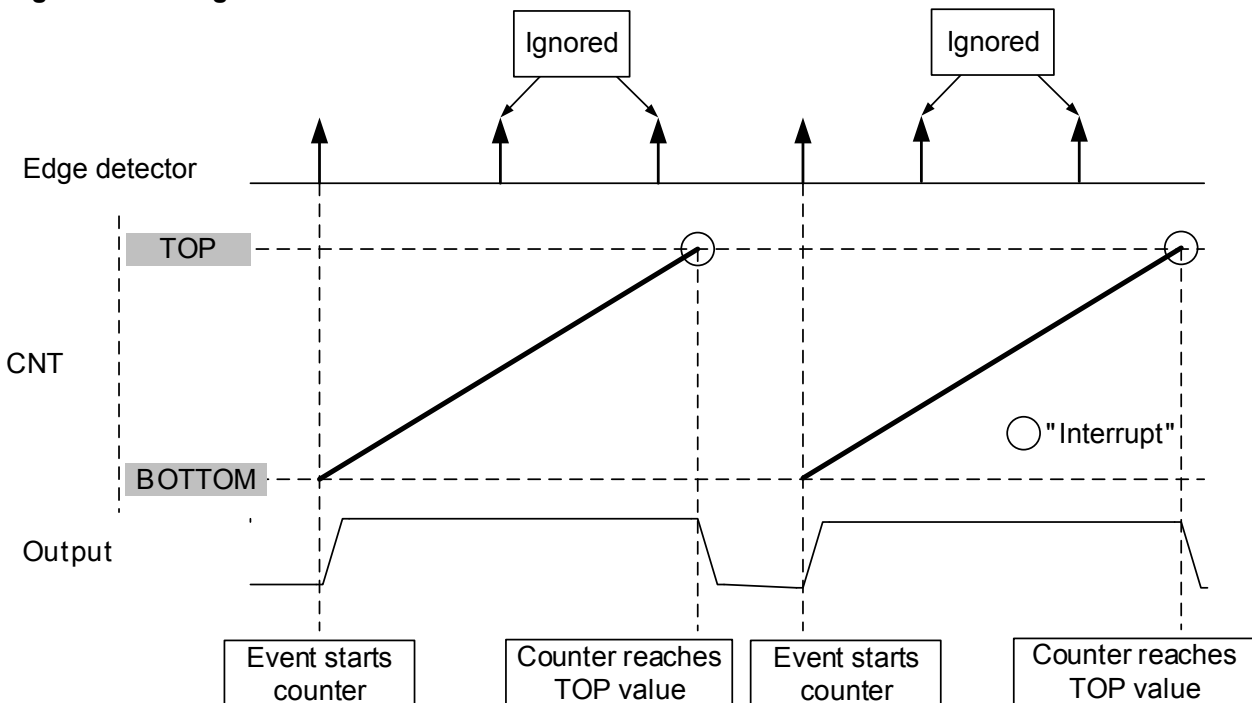 Ignored
Ignored
Edge detector
TOP
CNT
"Interrupt"
BOTTOM
Output
Event starts
counter
Counter reaches
TOP value
Event starts
counter
Counter reaches
TOP value